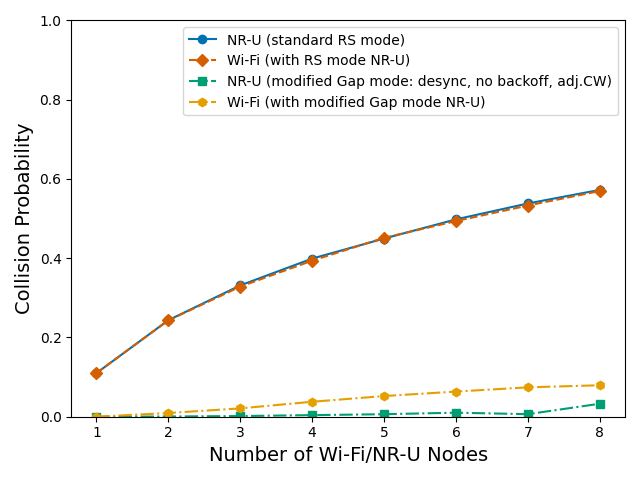 NR-U (standard RS mode)
Wi-Fi (with RS mode NR-U)
NR-U (modified Gap mode: desync, no backoff, adj.CW)
Wi-Fi (with modified Gap mode NR-U)
Collision Probability
1.0
0.8
0.6
0.4
0.2
0.0
1 2 3 4 5 6 7 8
Number of Wi-Fi/NR-U Nodes